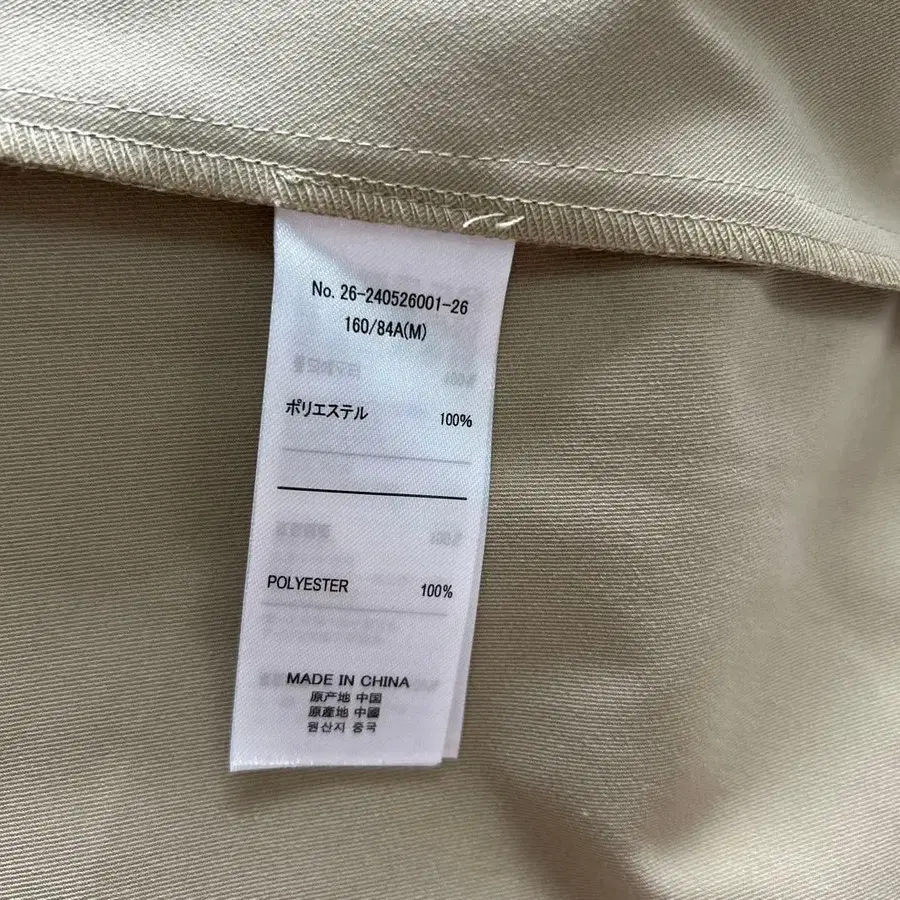 No. 26-240526001-26
160/84A(M)
ポリエステル 100%
POLYESTER 100%
MADE IN CHINA
原产地 中国
原產地 中國
원산지 중국